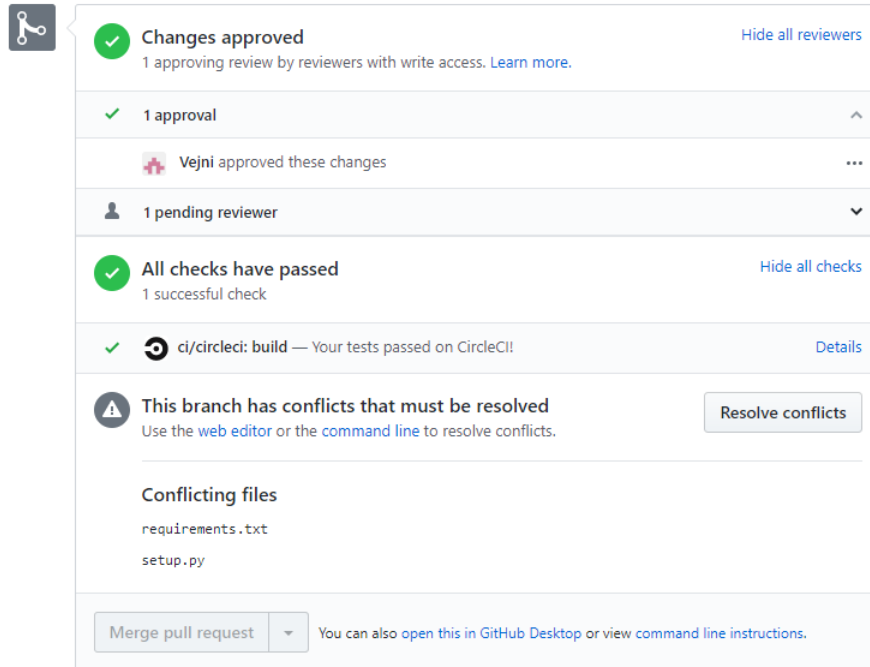 Changes approved
Hide all reviewers
1 approving review by reviewers with write access. Learn more.
1 approval
Vejni approved these changes
1 pending reviewer
All checks have passed
Hide all checks
1 successful check
ci/circleci: build — Your tests passed on CircleCI!
Details
This branch has conflicts that must be resolved
Resolve conflicts
Use the web editor or the command line to resolve conflicts.
Conflicting files
requirements.txt
setup.py
Merge pull request
You can also open this in GitHub Desktop or view command line instructions.